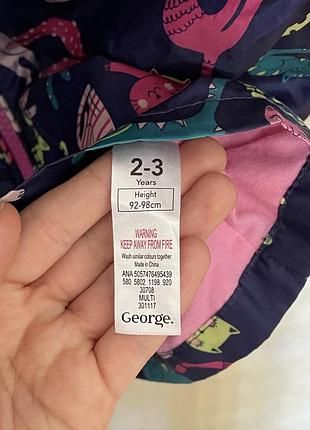 2-3
Years
Height
92-98cm
WARNING
KEEP AWAY FROM FIRE
Wash similar colours together
Made in China
ANA 5057476495439
580 5802 1198 ,920
30708
MULTI
301117
George.